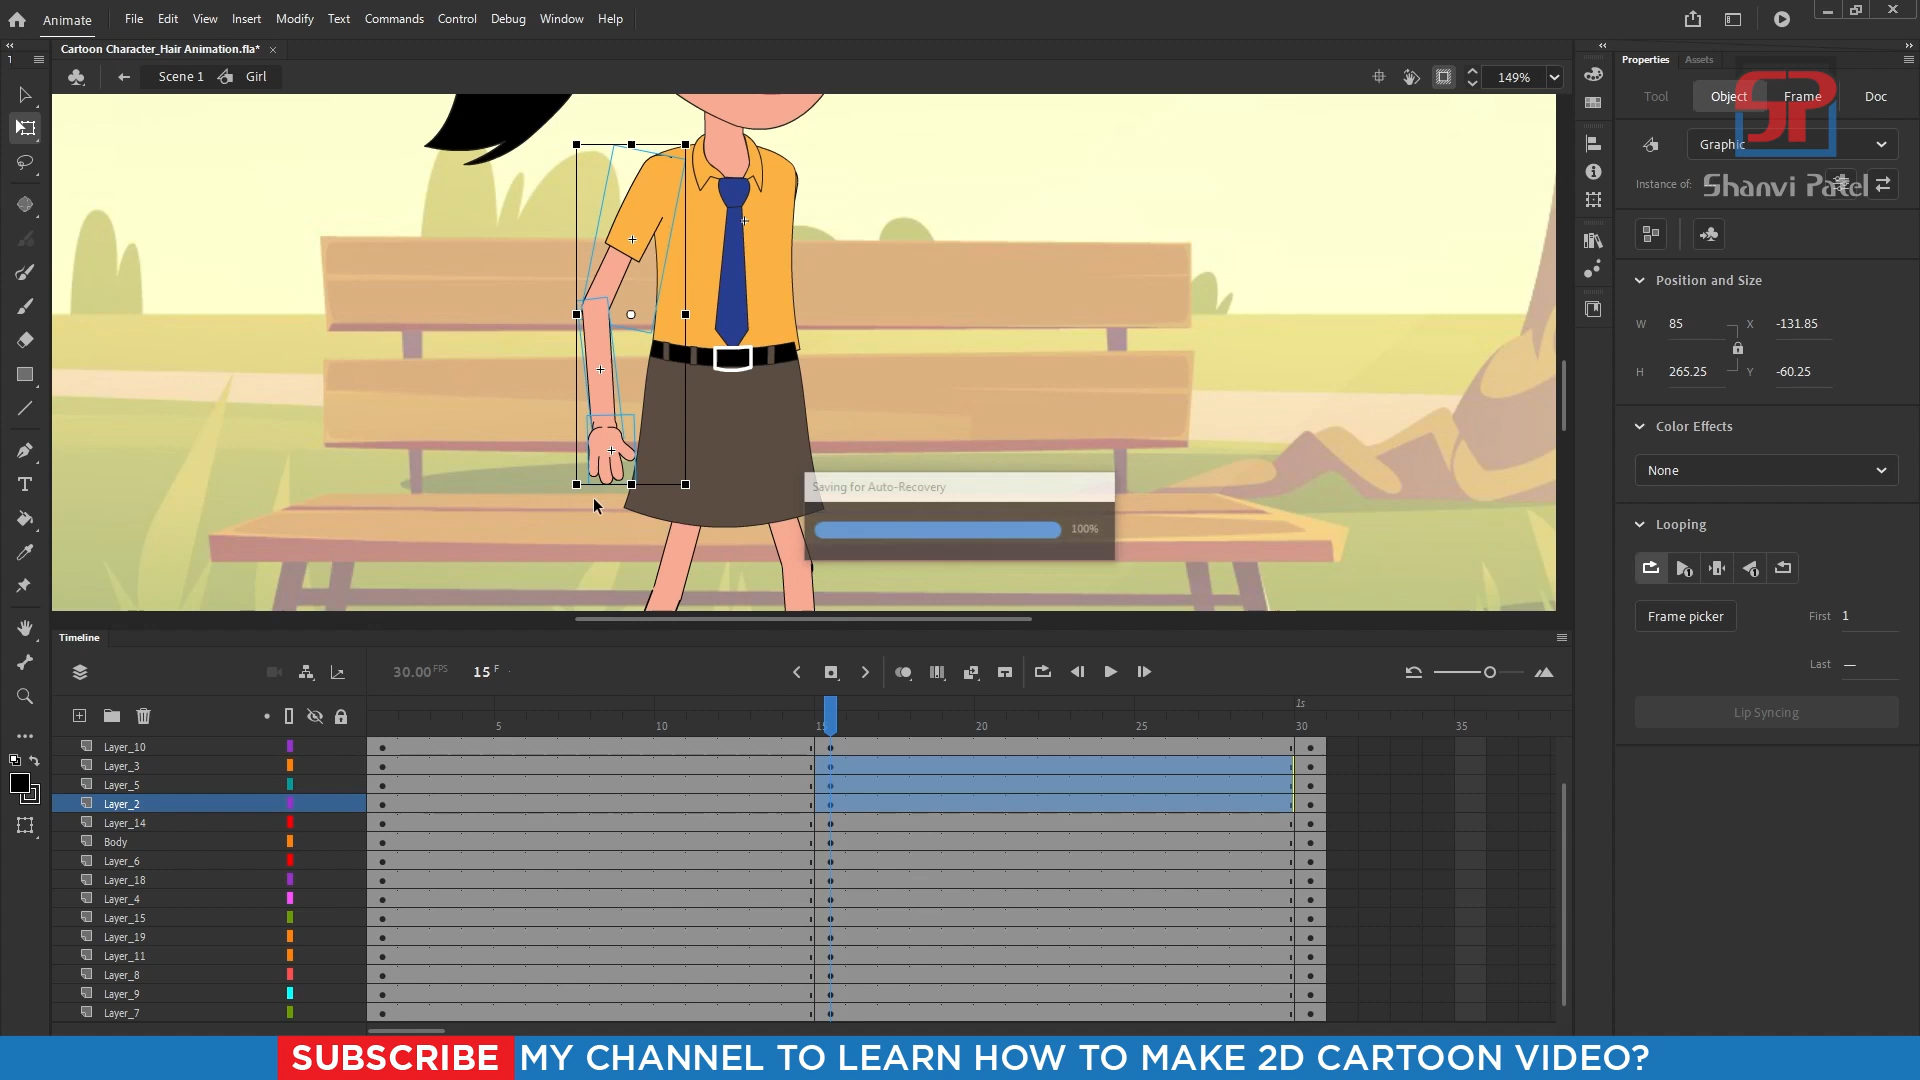 Animate File Edit View Insert Modify Text Commands Control Debug Window Help
Cartoon Character_Hair Animation.fla*
Scene 1 Girl 149%
Properties Assets
Tool Object Frame Doc
SP
Graphic
Instance of:
Shanvi Patel
Position and Size
W 85 X -131.85
H 265.25 Y -60.25
Color Effects
None
Looping
Frame picker First 1
Last —
Lip Syncing
Saving for Auto-Recovery
100%
Timeline
30.00 FPS 15 F
1s
5 10 15 20 25 30 35
Layer_10
Layer_3
Layer_5
Layer_2
Layer_14
Body
Layer_6
Layer_18
Layer_4
Layer_15
Layer_19
Layer_11
Layer_8
Layer_9
Layer_7
SUBSCRIBE MY CHANNEL TO LEARN HOW TO MAKE 2D CARTOON VIDEO?